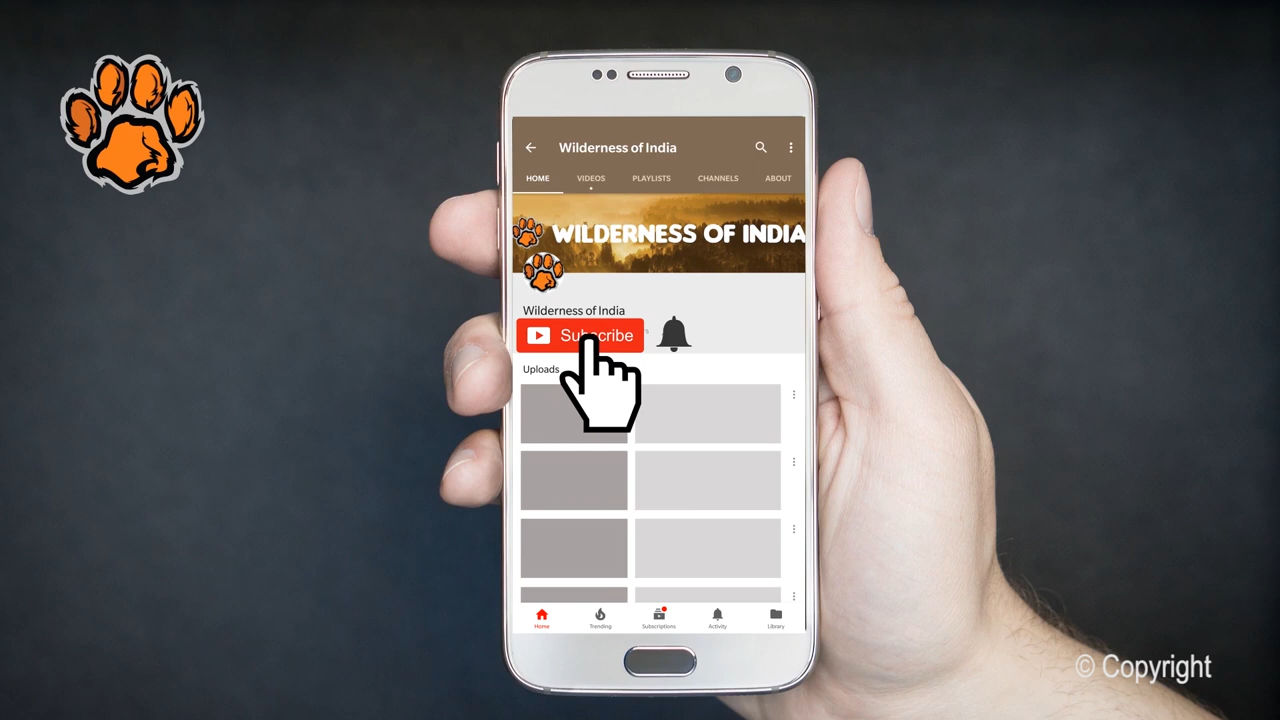 Wilderness of India
HOME VIDEOS PLAYLISTS CHANNELS ABOUT
WILDERNESS OF INDIA
Wilderness of India
Subscribe
Uploads
Home Trending Subscriptions Activity Library
© Copyright